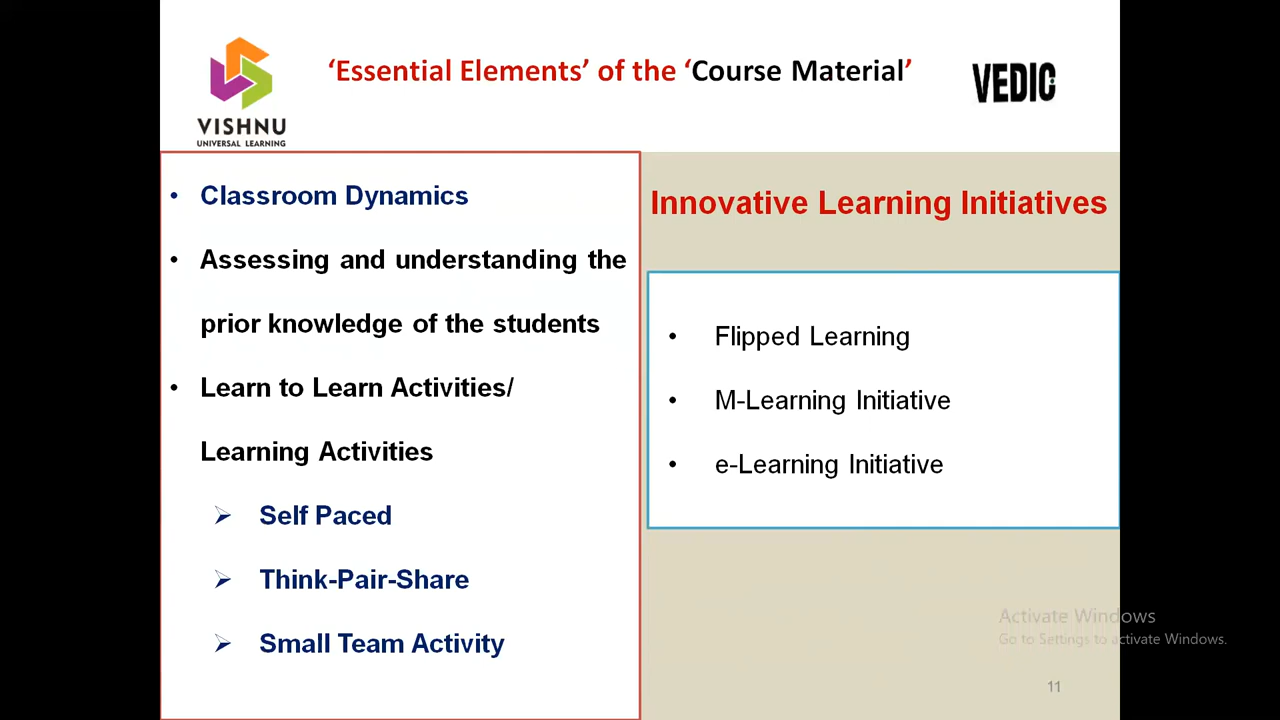 VISHNU
UNIVERSAL LEARNING
‘Essential Elements’ of the ‘Course Material’
VEDIC
• Classroom Dynamics
• Assessing and understanding the
prior knowledge of the students
• Learn to Learn Activities/
Learning Activities
➢ Self Paced
➢ Think-Pair-Share
➢ Small Team Activity
Innovative Learning Initiatives
• Flipped Learning
• M-Learning Initiative
• e-Learning Initiative
Activate Windows
Go to Settings to activate Windows.
11